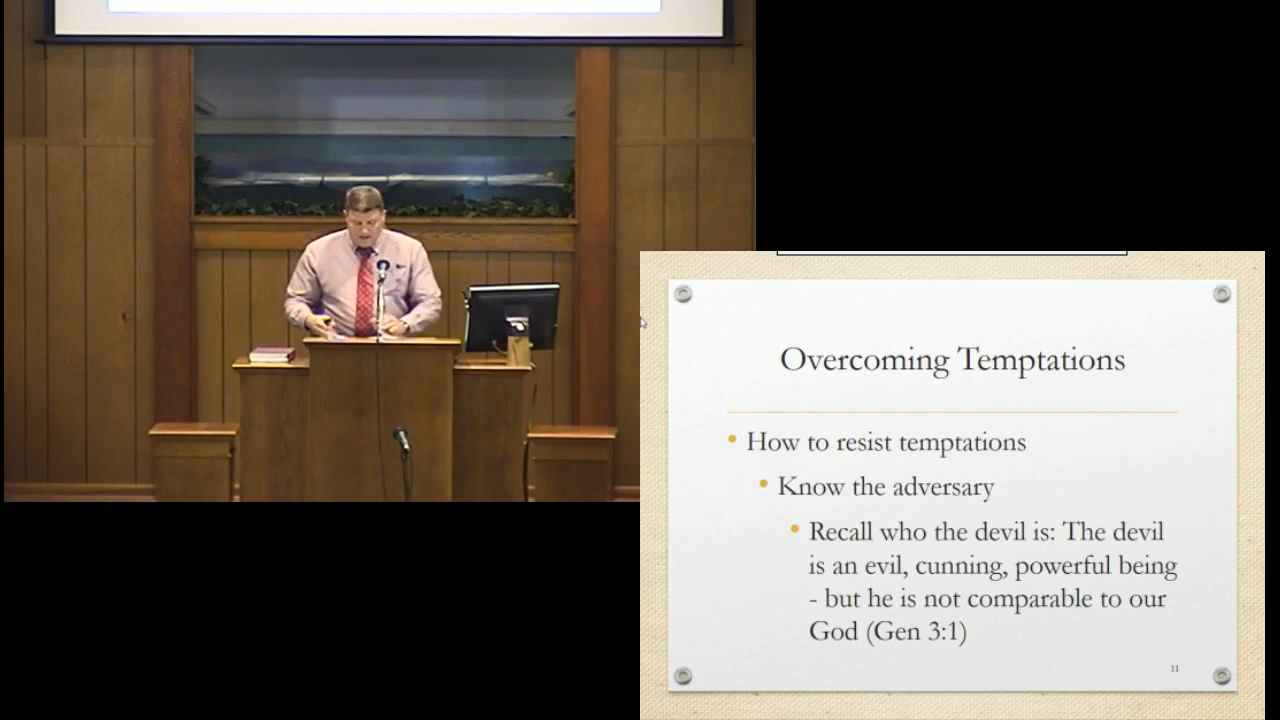 Overcoming Temptations
• How to resist temptations
• Know the adversary
• Recall who the devil is: The devil
is an evil, cunning, powerful being
- but he is not comparable to our
God (Gen 3:1)
11